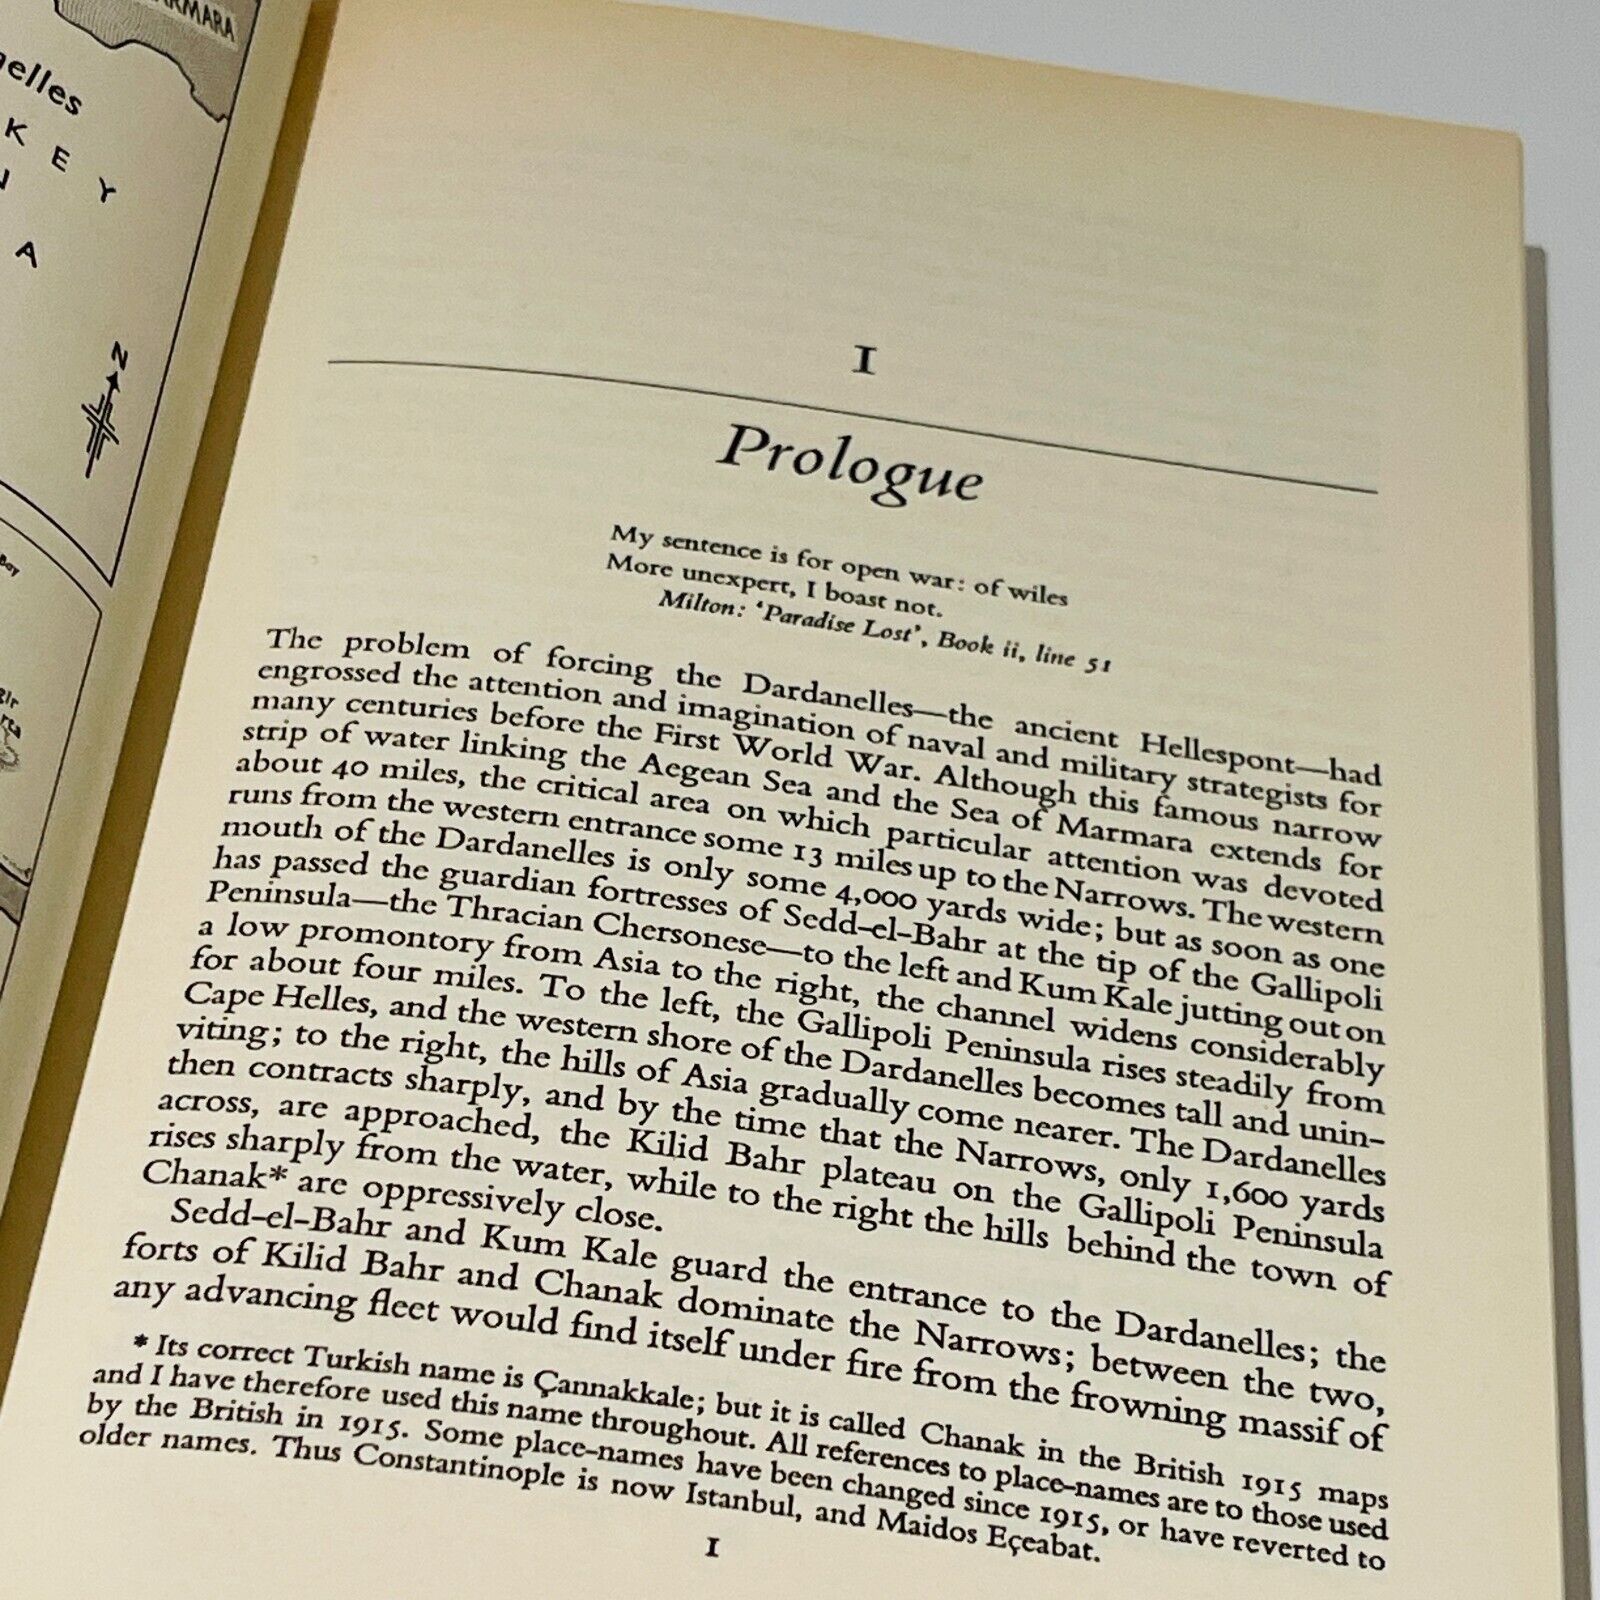 ARMARA
elles
K E Y
N
A
N
Bay
1
Prologue
My sentence is for open war: of wiles
More unexpert, I boast not.
Milton: ‘Paradise Lost’, Book ii, line 51
The problem of forcing the Dardanelles—the ancient Hellespont—had
engrossed the attention and imagination of naval and military strategists for
many centuries before the First World War. Although this famous narrow
strip of water linking the Aegean Sea and the Sea of Marmara extends for
about 40 miles, the critical area on which particular attention was devoted
runs from the western entrance some 13 miles up to the Narrows. The western
mouth of the Dardanelles is only some 4,000 yards wide; but as soon as one
has passed the guardian fortresses of Sedd-el-Bahr at the tip of the Gallipoli
Peninsula—the Thracian Chersonese—to the left and Kum Kale jutting out on
a low promontory from Asia to the right, the channel widens considerably
for about four miles. To the left, the Gallipoli Peninsula rises steadily from
Cape Helles, and the western shore of the Dardanelles becomes tall and unin-
viting; to the right, the hills of Asia gradually come nearer. The Dardanelles
then contracts sharply, and by the time that the Narrows, only 1,600 yards
across, are approached, the Kilid Bahr plateau on the Gallipoli Peninsula
rises sharply from the water, while to the right the hills behind the town of
Chanak* are oppressively close.
Sedd-el-Bahr and Kum Kale guard the entrance to the Dardanelles; the
forts of Kilid Bahr and Chanak dominate the Narrows; between the two,
any advancing fleet would find itself under fire from the frowning massif of
* Its correct Turkish name is Çannakkale; but it is called Chanak in the British 1915 maps
and I have therefore used this name throughout. All references to place-names are to those used
by the British in 1915. Some place-names have been changed since 1915, or have reverted to
older names. Thus Constantinople is now Istanbul, and Maidos Eçeabat.
1